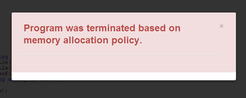 Program was terminated based on
memory allocation policy.
×